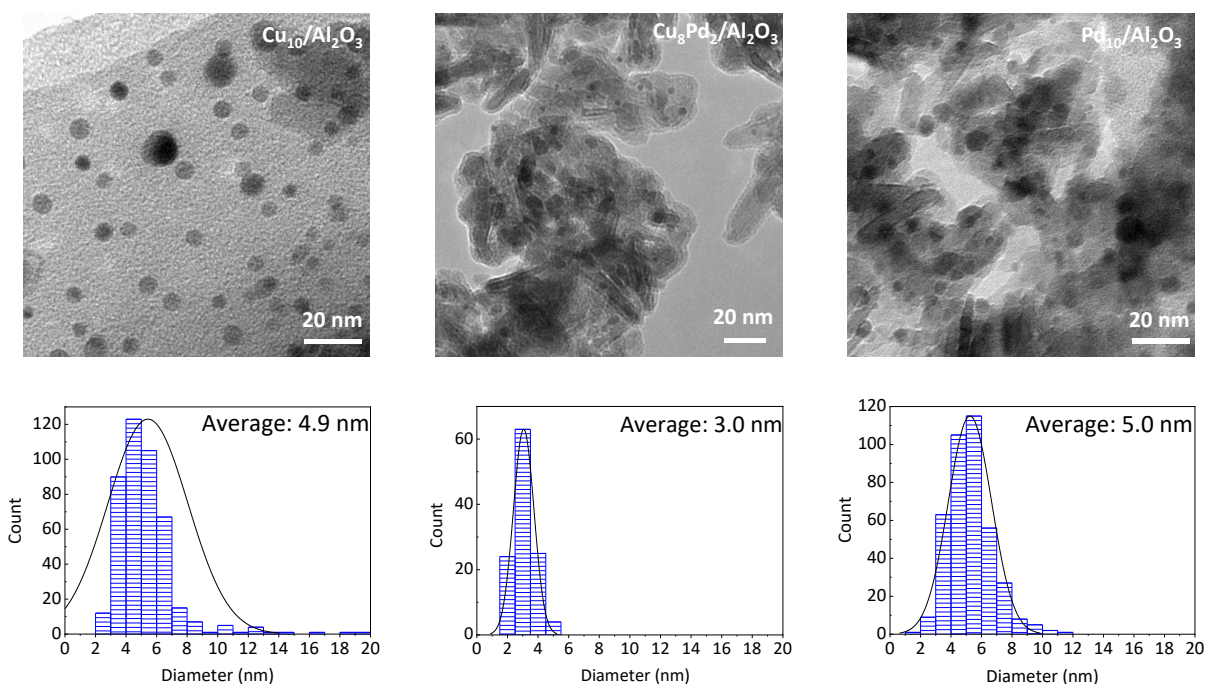 Cu10/Al2O3
20 nm
Cu8Pd2/Al2O3
20 nm
Pd10/Al2O3
20 nm
Average: 4.9 nm
Count
120
100
80
60
40
20
0
0 2 4 6 8 10 12 14 16 18 20
Diameter (nm)
Average: 3.0 nm
Count
60
40
20
0
0 2 4 6 8 10 12 14 16 18 20
Diameter (nm)
Average: 5.0 nm
Count
120
100
80
60
40
20
0
0 2 4 6 8 10 12 14 16 18 20
Diameter (nm)